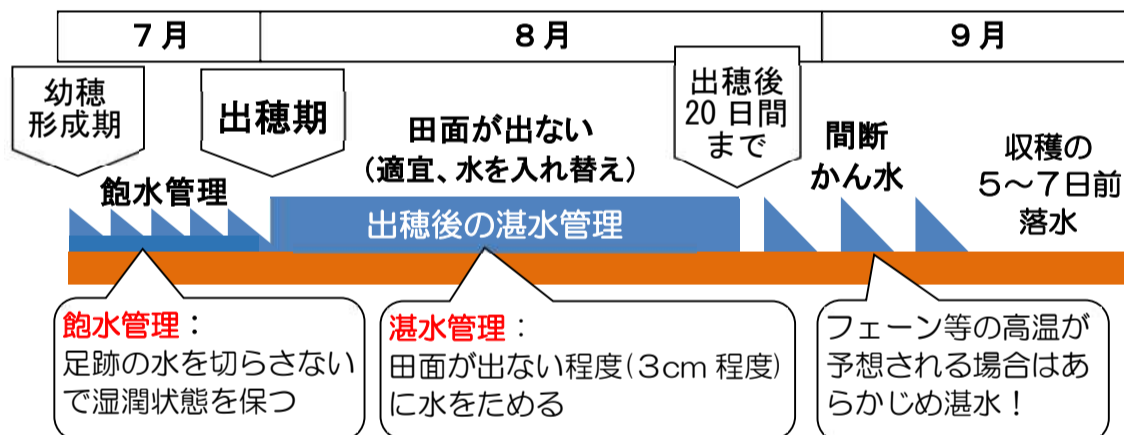 7月
8月
9月
幼穂
形成期
出穂期
出穂後
20日間
まで
田面が出ない
(適宜、水を入れ替え)
間断
かん水
収穫の
5~7日前
落水
飽水管理
出穂後の湛水管理
飽水管理:
足跡の水を切らさない
で湿潤状態を保つ
湛水管理:
田面が出ない程度(3cm 程度)
に水をためる
フェーン等の高温が
予想される場合はあ
らかじめ湛水!